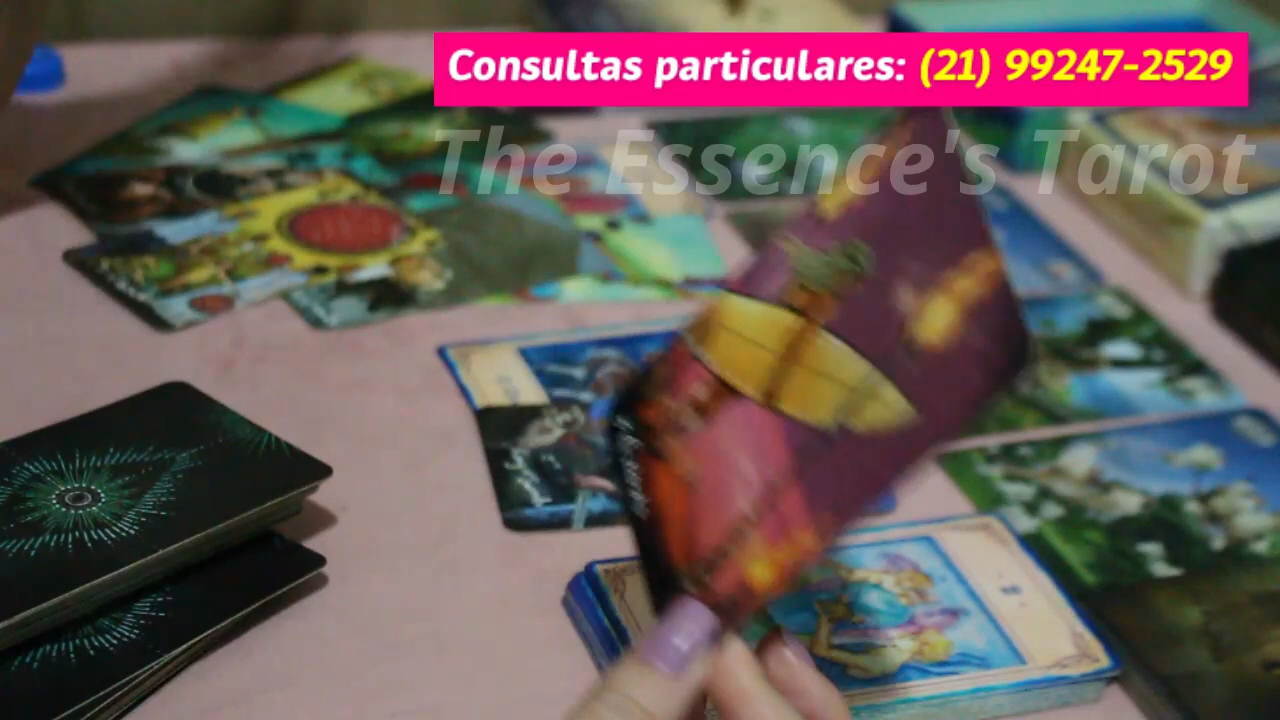 Consultas particulares: (21) 99247-2529
The Essence's Tarot